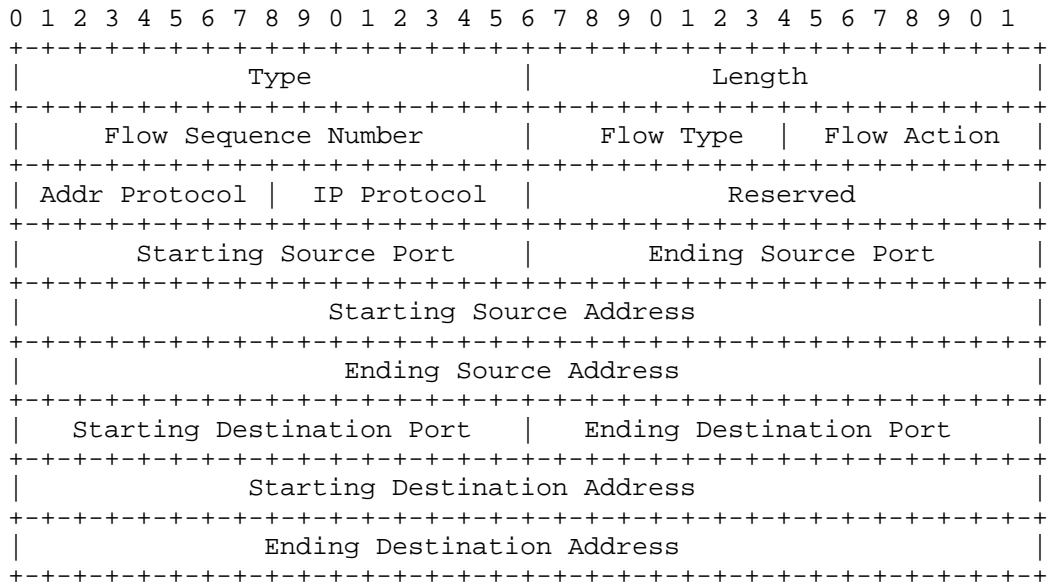 0 1 2 3 4 5 6 7 8 9 0 1 2 3 4 5 6 7 8 9 0 1 2 3 4 5 6 7 8 9 0 1
+-+-+-+-+-+-+-+-+-+-+-+-+-+-+-+-+-+-+-+-+-+-+-+-+-+-+-+-+-+-+-+-+
|              Type             |            Length             |
+-+-+-+-+-+-+-+-+-+-+-+-+-+-+-+-+-+-+-+-+-+-+-+-+-+-+-+-+-+-+-+-+
|     Flow Sequence Number      |    Flow Type  |  Flow Action  |
+-+-+-+-+-+-+-+-+-+-+-+-+-+-+-+-+-+-+-+-+-+-+-+-+-+-+-+-+-+-+-+-+
| Addr Protocol |  IP Protocol  |            Reserved           |
+-+-+-+-+-+-+-+-+-+-+-+-+-+-+-+-+-+-+-+-+-+-+-+-+-+-+-+-+-+-+-+-+
|       Starting Source Port    |       Ending Source Port      |
+-+-+-+-+-+-+-+-+-+-+-+-+-+-+-+-+-+-+-+-+-+-+-+-+-+-+-+-+-+-+-+-+
|                   Starting Source Address                     |
+-+-+-+-+-+-+-+-+-+-+-+-+-+-+-+-+-+-+-+-+-+-+-+-+-+-+-+-+-+-+-+-+
|                    Ending Source Address                      |
+-+-+-+-+-+-+-+-+-+-+-+-+-+-+-+-+-+-+-+-+-+-+-+-+-+-+-+-+-+-+-+-+
|   Starting Destination Port   |   Ending Destination Port     |
+-+-+-+-+-+-+-+-+-+-+-+-+-+-+-+-+-+-+-+-+-+-+-+-+-+-+-+-+-+-+-+-+
|              Starting Destination Address                     |
+-+-+-+-+-+-+-+-+-+-+-+-+-+-+-+-+-+-+-+-+-+-+-+-+-+-+-+-+-+-+-+-+
|               Ending Destination Address                      |
+-+-+-+-+-+-+-+-+-+-+-+-+-+-+-+-+-+-+-+-+-+-+-+-+-+-+-+-+-+-+-+-+